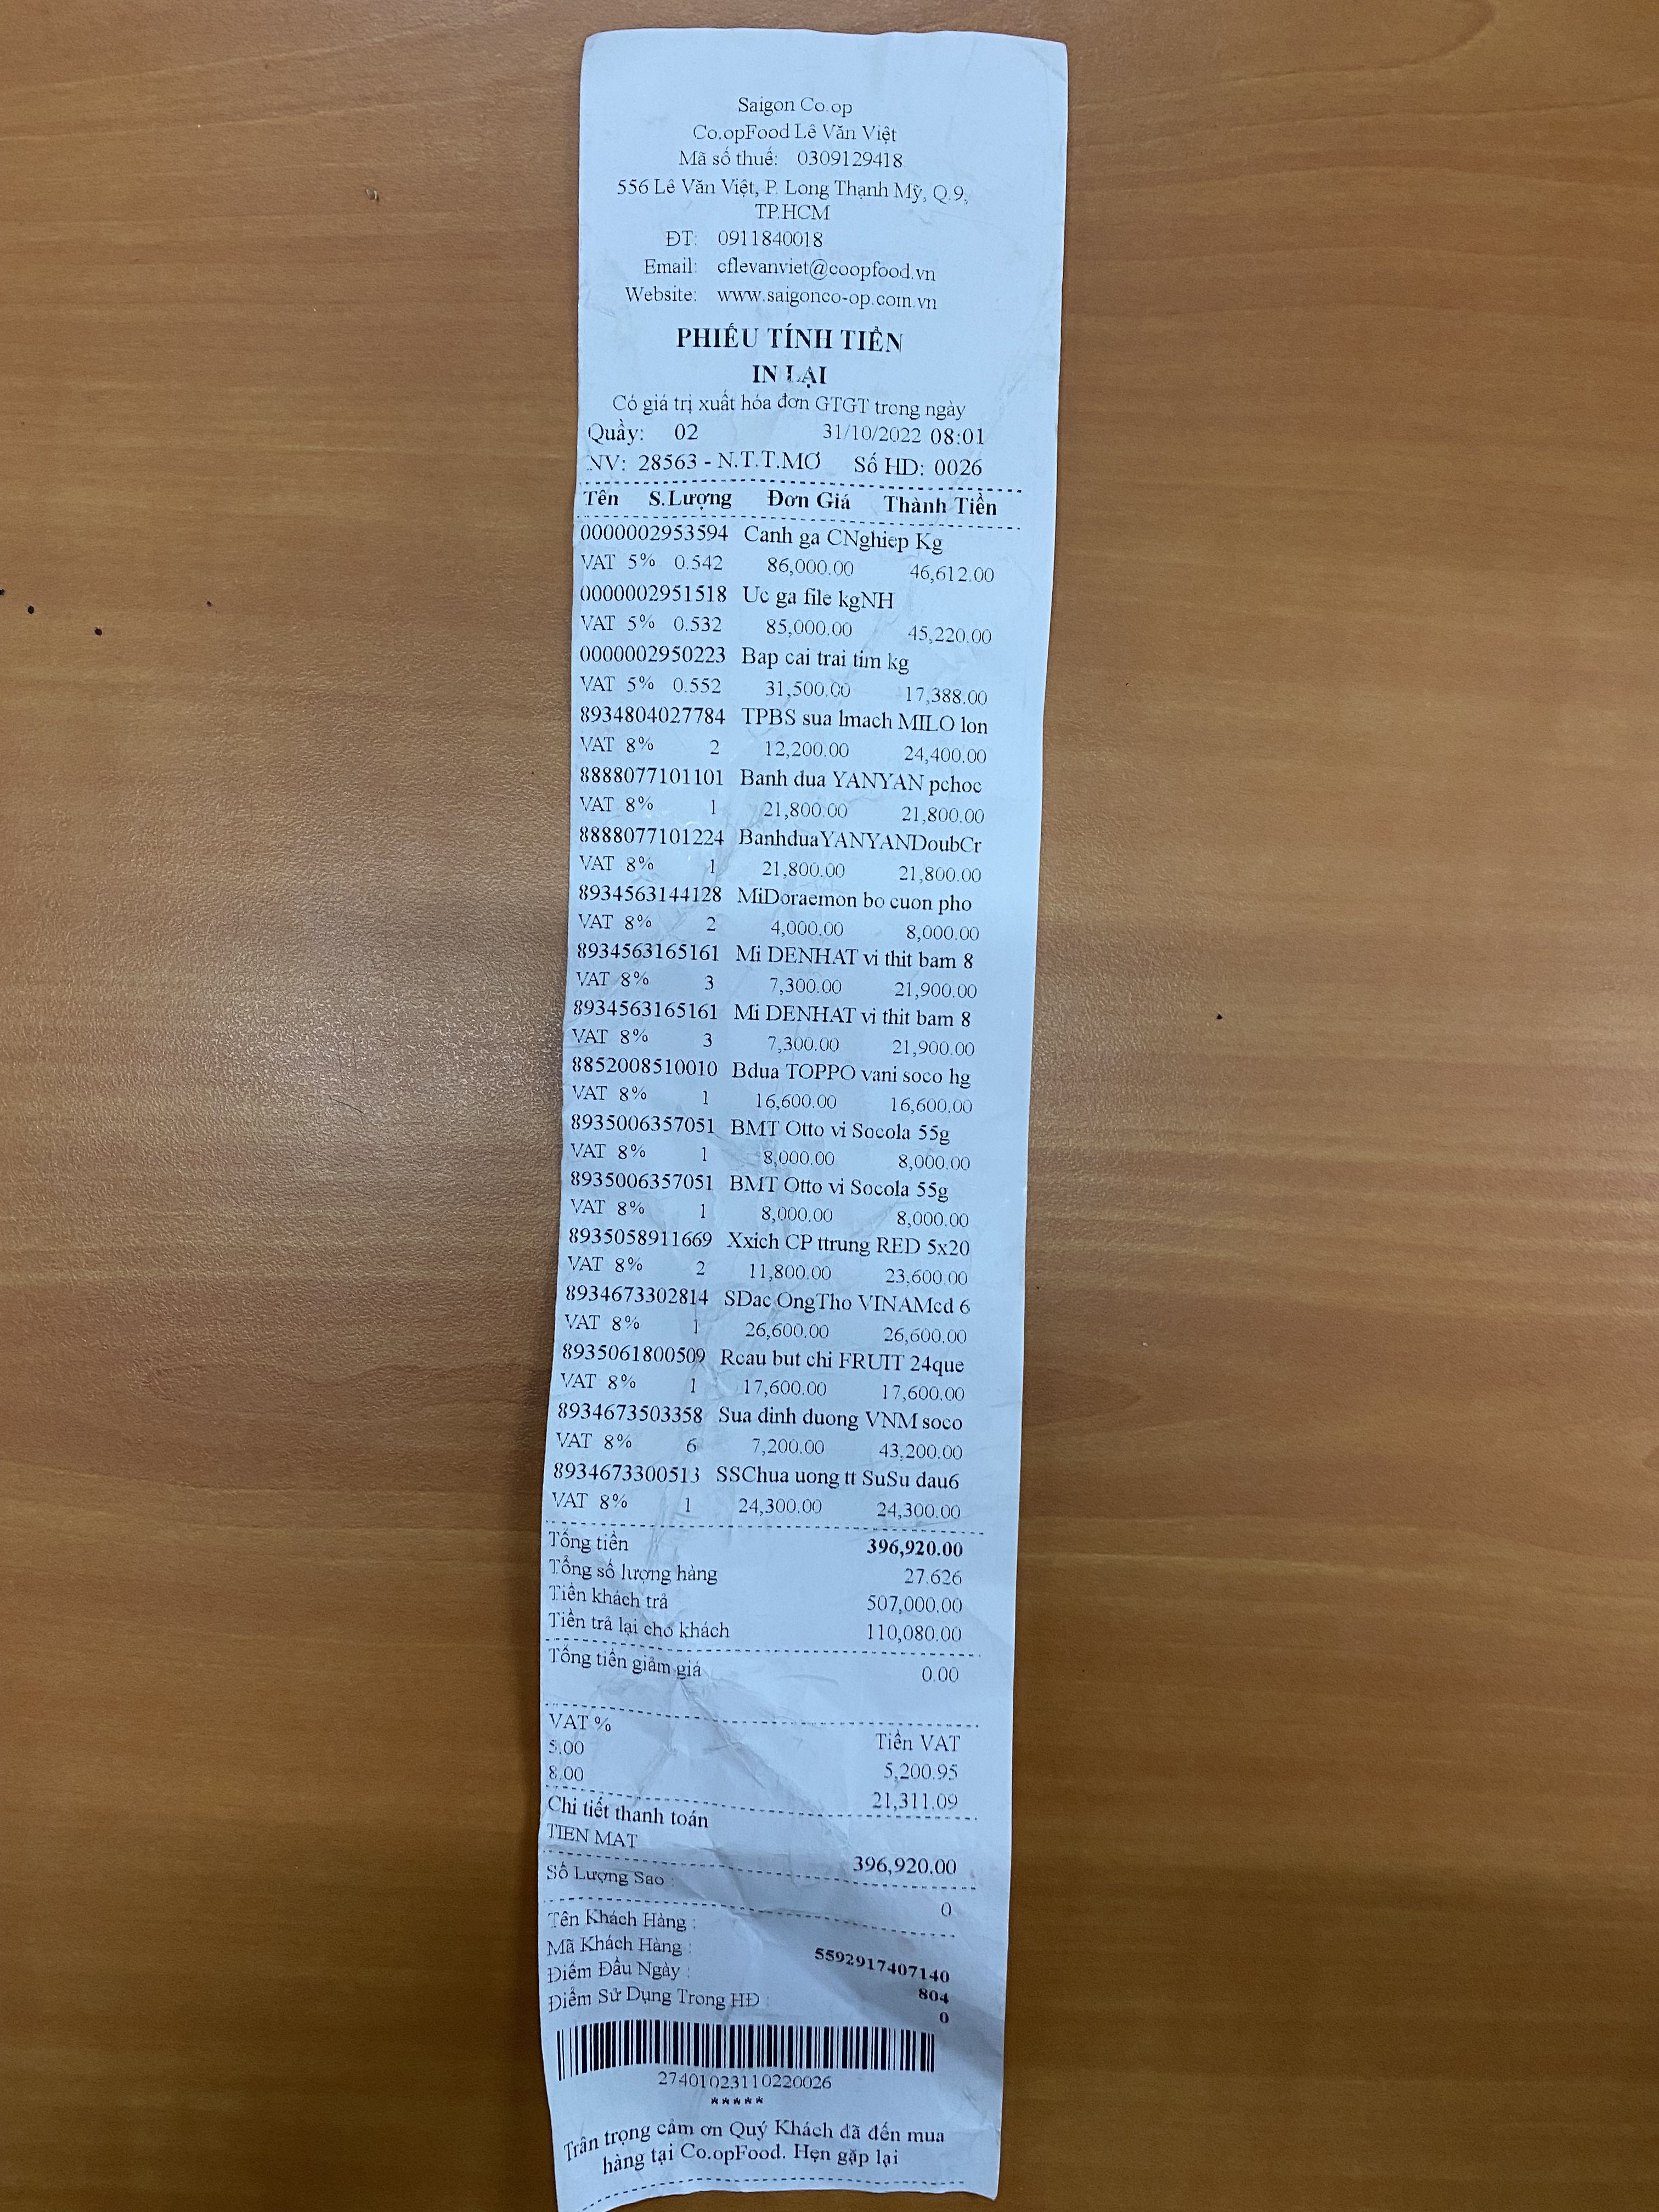 Saigon Co.op
Co.opFood Lê Văn Việt
Mã số thuế: 0309129418
556 Lê Văn Việt, P. Long Thạnh Mỹ, Q.9,
TP.HCM
ĐT: 0911840018
Email: cflevanviet@coopfood.vn
Website: www.saigonco-op.com.vn
PHIẾU TÍNH TIỀN
IN LẠI
Có giá trị xuất hóa đơn GTGT trong ngày
Quầy: 02 31/10/2022 08:01
NV: 28563 - N.T.T.MƠ Số HD: 0026
Tên S.Lượng Đơn Giá Thành Tiền
0000002953594 Canh ga CNghiep Kg
VAT 5% 0.542 86,000.00 46,612.00
0000002951518 Uc ga file kgNH
VAT 5% 0.532 85,000.00 45,220.00
0000002950223 Bap cai trai tim kg
VAT 5% 0.552 31,500.00 17,388.00
8934804027784 TPBS sua lmach MILO lon
VAT 8% 2 12,200.00 24,400.00
8888077101101 Banh dua YANYAN pchoc
VAT 8% 1 21,800.00 21,800.00
8888077101224 BanhduaYANYANDoubCr
VAT 8% 1 21,800.00 21,800.00
8934563144128 MiDoraemon bo cuon pho
VAT 8% 2 4,000.00 8,000.00
8934563165161 Mi DENHAT vi thit bam 8
VAT 8% 3 7,300.00 21,900.00
8934563165161 Mi DENHAT vi thit bam 8
VAT 8% 3 7,300.00 21,900.00
8852008510010 Bdua TOPPO vani soco hg
VAT 8% 1 16,600.00 16,600.00
8935006357051 BMT Otto vi Socola 55g
VAT 8% 1 8,000.00 8,000.00
8935006357051 BMT Otto vi Socola 55g
VAT 8% 1 8,000.00 8,000.00
8935058911669 Xxich CP ttrung RED 5x20
VAT 8% 2 11,800.00 23,600.00
8934673302814 SDac OngTho VINAMcd 6
VAT 8% 1 26,600.00 26,600.00
8935061800509 Rcau but chi FRUIT 24que
VAT 8% 1 17,600.00 17,600.00
8934673503358 Sua dinh duong VNM soco
VAT 8% 6 7,200.00 43,200.00
8934673300513 SSChua uong tt SuSu dau6
VAT 8% 1 24,300.00 24,300.00
Tổng tiền 396,920.00
Tổng số lượng hàng 27.626
Tiền khách trả 507,000.00
Tiền trả lại cho khách 110,080.00
Tổng tiền giảm giá 0.00
VAT % Tiền VAT
5.00 5,200.95
8.00 21,311.09
Chi tiết thanh toán
TIEN MAT 396,920.00
Số Lượng Sao : 0
Tên Khách Hàng :
Mã Khách Hàng : 5592917407140
Điểm Đầu Ngày : 804
Điểm Sử Dụng Trong HĐ : 0
27401023110220026
*****
Trân trọng cảm ơn Quý Khách đã đến mua
hàng tại Co.opFood. Hẹn gặp lại